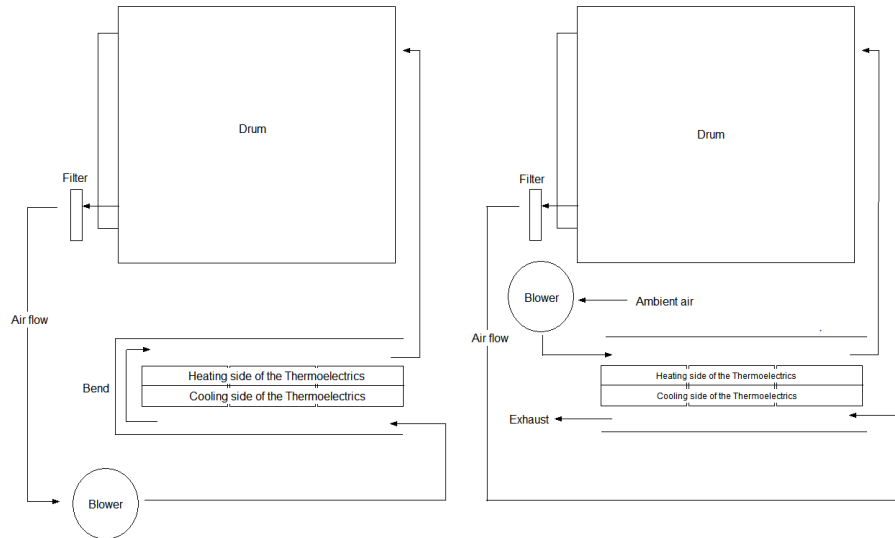 Drum
Filter
Air flow
Bend
Heating side of the Thermoelectrics
Cooling side of the Thermoelectrics
Blower
Drum
Filter
Blower
Ambient air
Air flow
Heating side of the Thermoelectrics
Cooling side of the Thermoelectrics
Exhaust